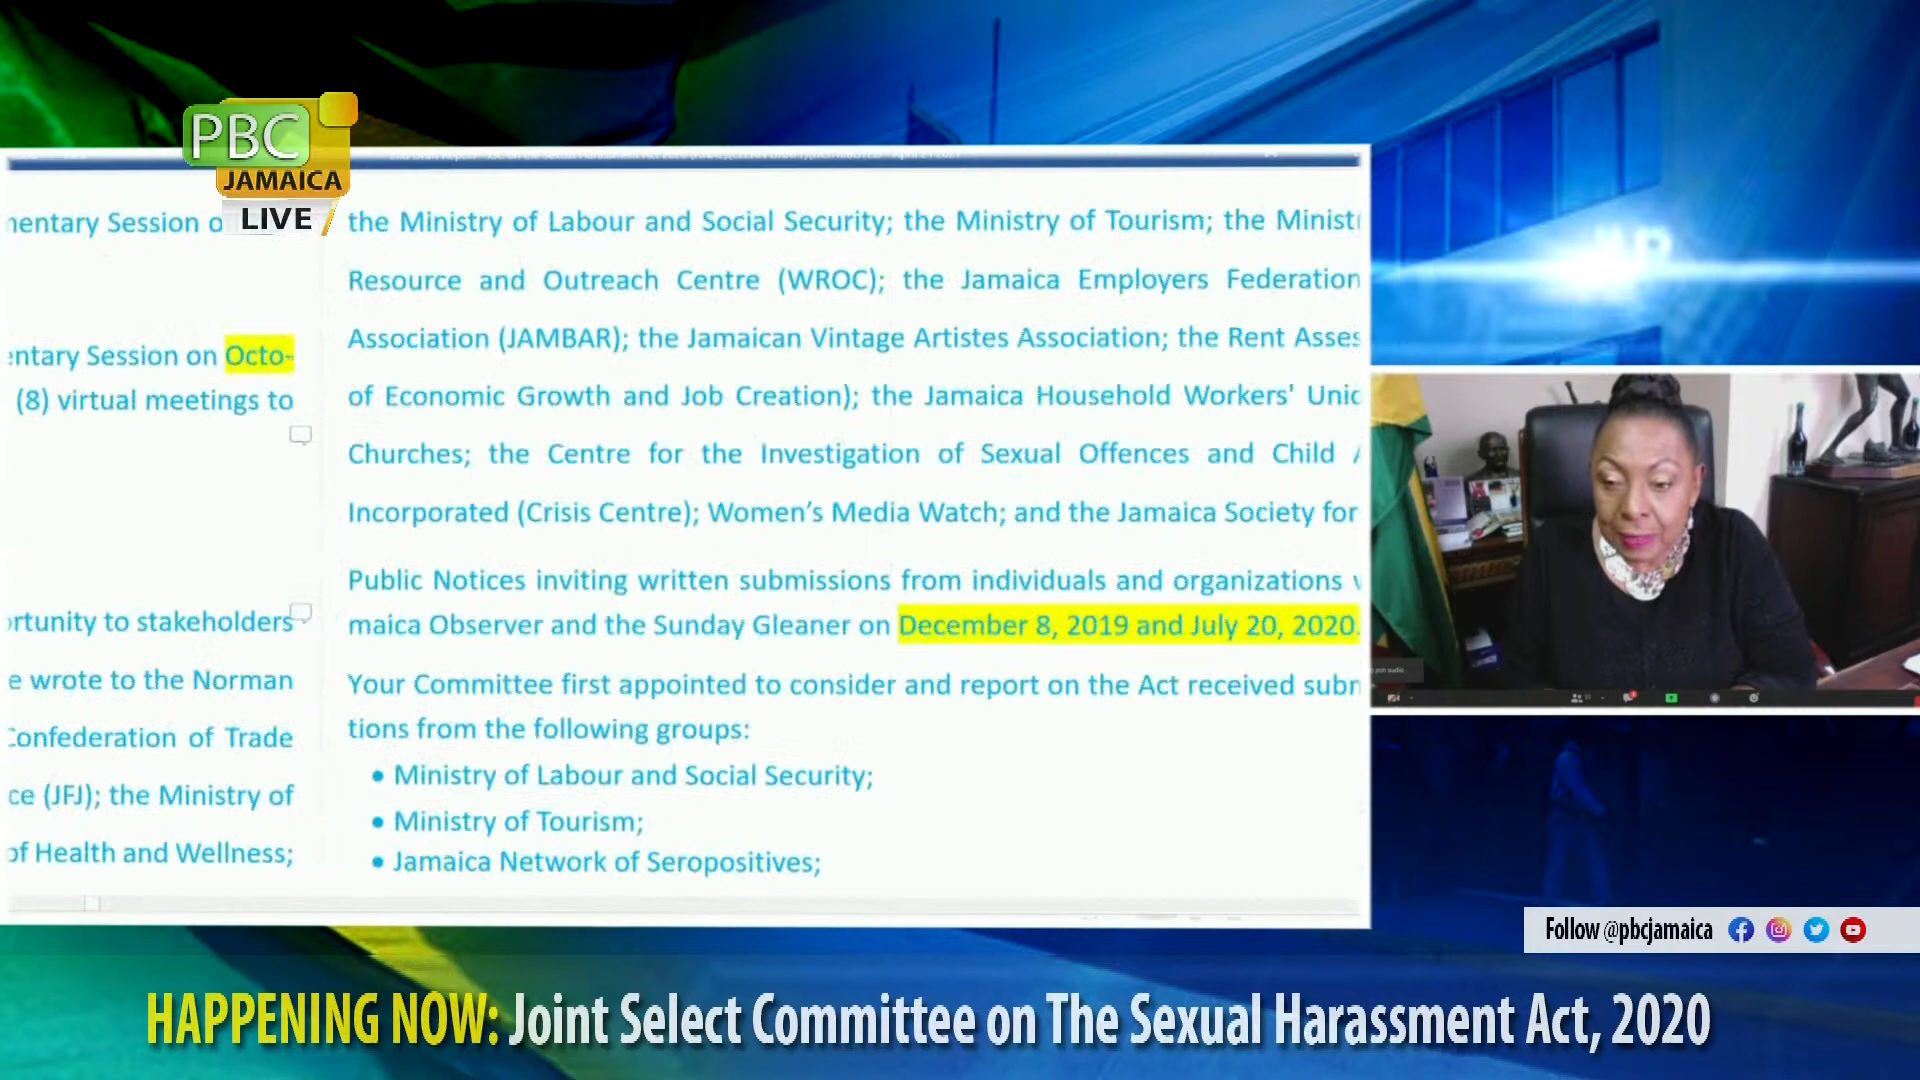 PBC
JAMAICA
LIVE
mentary Session o
entary Session on Octo-
(8) virtual meetings to
ortunity to stakeholders
e wrote to the Norman
Confederation of Trade
ce (JFJ); the Ministry of
of Health and Wellness;
the Ministry of Labour and Social Security; the Ministry of Tourism; the Ministr
Resource and Outreach Centre (WROC); the Jamaica Employers Federation
Association (JAMBAR); the Jamaican Vintage Artistes Association; the Rent Asses
of Economic Growth and Job Creation); the Jamaica Household Workers' Unio
Churches; the Centre for the Investigation of Sexual Offences and Child A
Incorporated (Crisis Centre); Women's Media Watch; and the Jamaica Society for
Public Notices inviting written submissions from individuals and organizations
maica Observer and the Sunday Gleaner on December 8, 2019 and July 20, 2020.
Your Committee first appointed to consider and report on the Act received subm
tions from the following groups:
• Ministry of Labour and Social Security;
• Ministry of Tourism;
• Jamaica Network of Seropositives;
Follow @pbcjamaica
HAPPENING NOW: Joint Select Committee on The Sexual Harassment Act, 2020